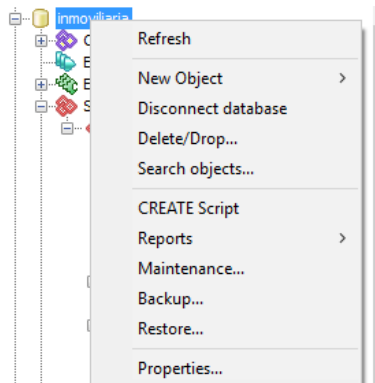 inmoviliaria
C
Refresh
E
New Object
E
Disconnect database
S
Delete/Drop...
Search objects...
CREATE Script
Reports
Maintenance...
Backup...
Restore...
Properties...